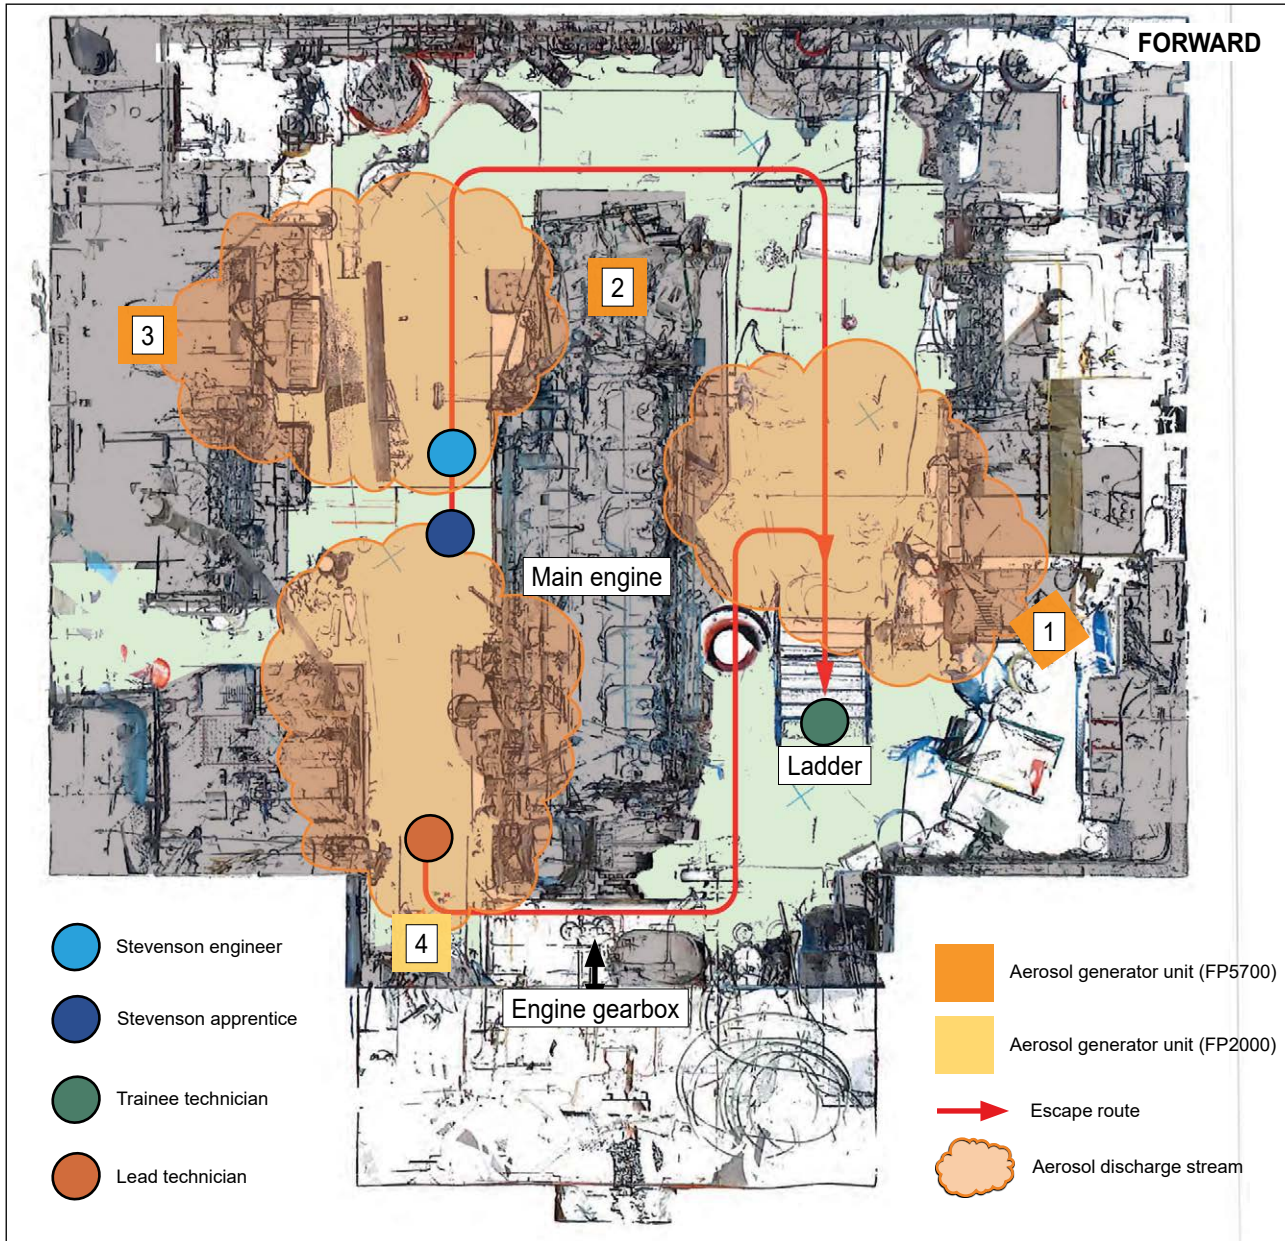 FORWARD
2
3
Main engine
1
Ladder
4
Engine gearbox
Stevenson engineer
Stevenson apprentice
Trainee technician
Lead technician
Aerosol generator unit (FP5700)
Aerosol generator unit (FP2000)
Escape route
Aerosol discharge stream